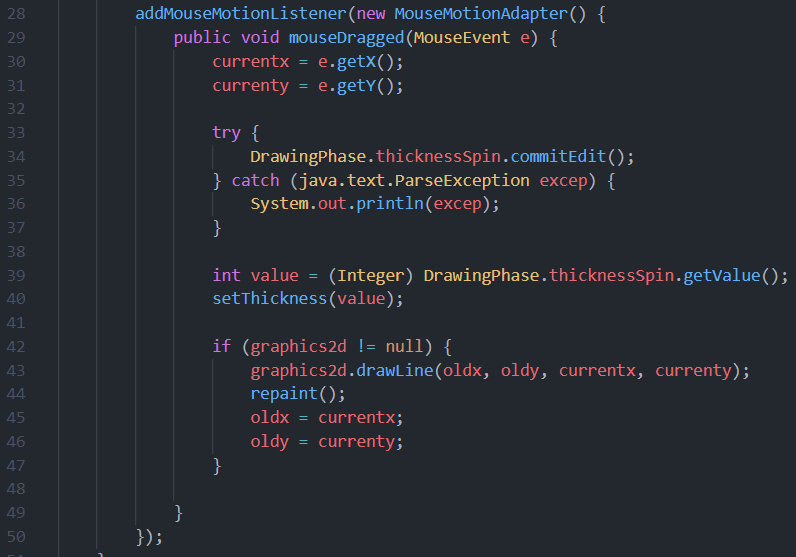 28 addMouseMotionListener(new MouseMotionAdapter() {
29 public void mouseDragged(MouseEvent e) {
30 currentx = e.getX();
31 currenty = e.getY();
32
33 try {
34 DrawingPhase.thicknessSpin.commitEdit();
35 } catch (java.text.ParseException excep) {
36 System.out.println(excep);
37 }
38
39 int value = (Integer) DrawingPhase.thicknessSpin.getValue();
40 setThickness(value);
41
42 if (graphics2d != null) {
43 graphics2d.drawLine(oldx, oldy, currentx, currenty);
44 repaint();
45 oldx = currentx;
46 oldy = currenty;
47 }
48
49 }
50 });